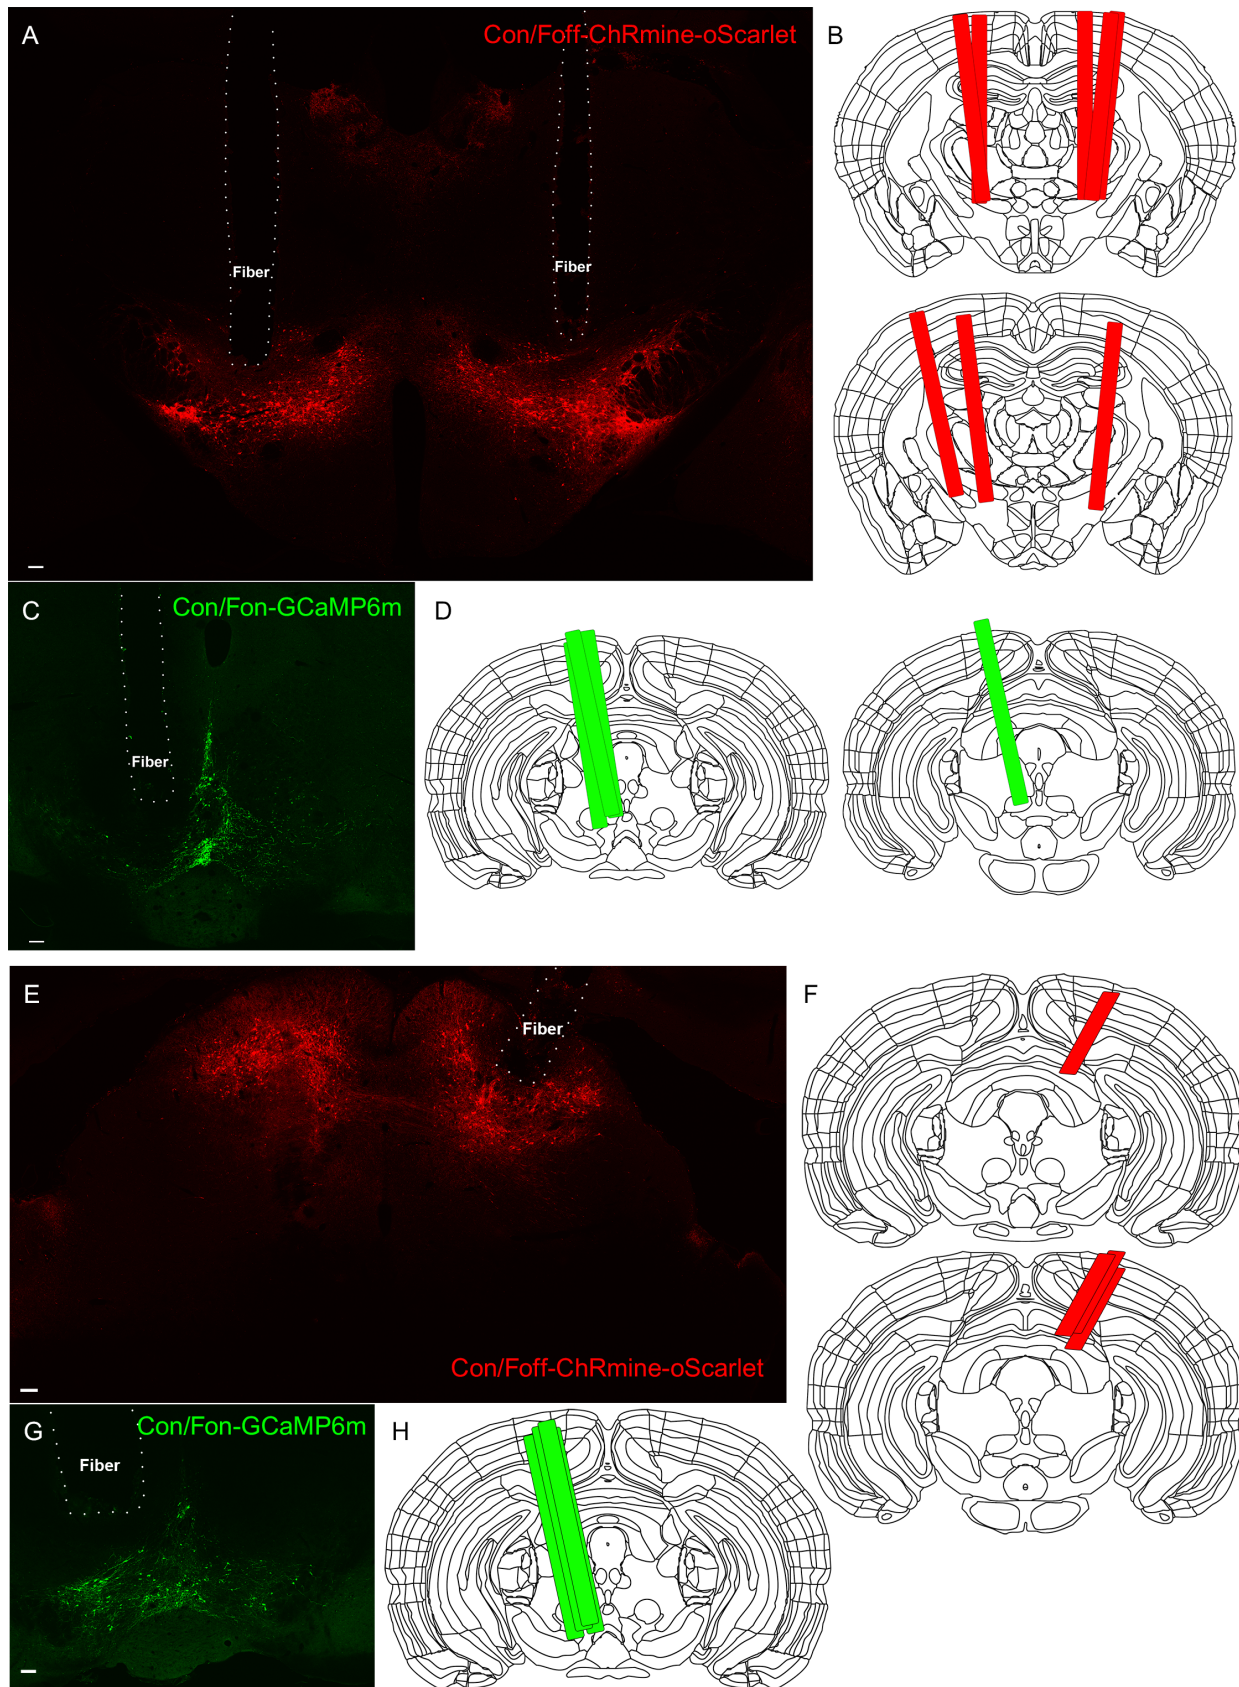 A
Con/Foff-ChRmine-oScarlet
B
Fiber
Fiber
C
Con/Fon-GCaMP6m
D
Fiber
E
Fiber
F
Con/Foff-ChRmine-oScarlet
G
Con/Fon-GCaMP6m
H
Fiber